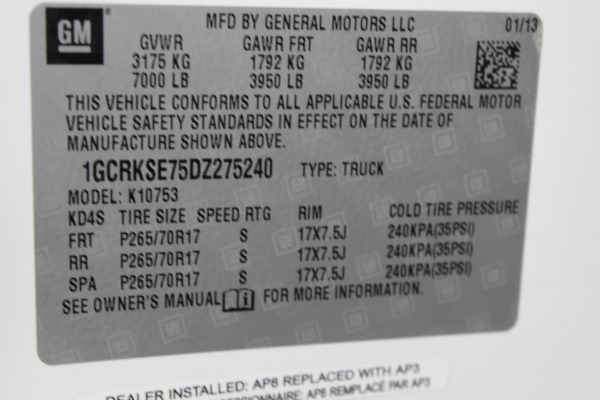 GM
MFD BY GENERAL MOTORS LLC 01/13
GVWR GAWR FRT GAWR RR
3175 KG 1792 KG 1792 KG
7000 LB 3950 LB 3950 LB
THIS VEHICLE CONFORMS TO ALL APPLICABLE U.S. FEDERAL MOTOR
VEHICLE SAFETY STANDARDS IN EFFECT ON THE DATE OF
MANUFACTURE SHOWN ABOVE.
1GCRKSE75DZ275240 TYPE: TRUCK
MODEL: K10753
KD4S TIRE SIZE SPEED RTG RIM COLD TIRE PRESSURE
FRT P265/70R17 S 17X7.5J 240KPA(35PSI)
RR P265/70R17 S 17X7.5J 240KPA(35PSI)
SPA P265/70R17 S 17X7.5J 240KPA(35PSI)
SEE OWNER'S MANUAL i FOR MORE INFORMATION.
DEALER INSTALLED: AP8 REPLACED WITH AP3
AP8 REMPLACÉ PAR AP3